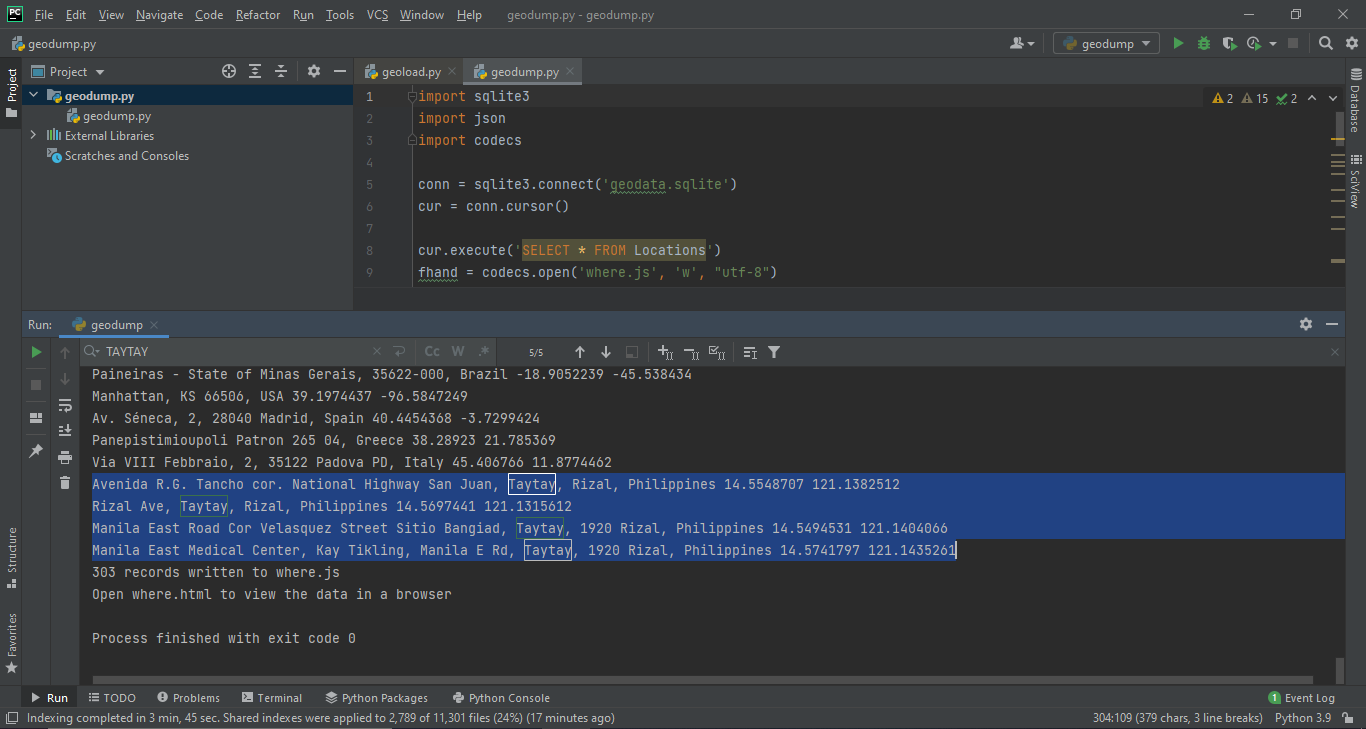 PC File Edit View Navigate Code Refactor Run Tools VCS Window Help geodump.py - geodump.py
geodump.py
geodump
Project
Project
geodump.py
geodump.py
External Libraries
Scratches and Consoles
geoload.py
geodump.py
1 import sqlite3
2 import json
3 import codecs
4
5 conn = sqlite3.connect('geodata.sqlite')
6 cur = conn.cursor()
7
8 cur.execute('SELECT * FROM Locations')
9 fhand = codecs.open('where.js', 'w', "utf-8")
2 15 2
Database
SciView
Run: geodump
TAYTAY
Cc W .*
5/5
Paineiras - State of Minas Gerais, 35622-000, Brazil -18.9052239 -45.538434
Manhattan, KS 66506, USA 39.1974437 -96.5847249
Av. Séneca, 2, 28040 Madrid, Spain 40.4454368 -3.7299424
Panepistimioupoli Patron 265 04, Greece 38.28923 21.785369
Via VIII Febbraio, 2, 35122 Padova PD, Italy 45.406766 11.8774462
Avenida R.G. Tancho cor. National Highway San Juan, Taytay, Rizal, Philippines 14.5548707 121.1382512
Rizal Ave, Taytay, Rizal, Philippines 14.5697441 121.1315612
Manila East Road Cor Velasquez Street Sitio Bangiad, Taytay, 1920 Rizal, Philippines 14.5494531 121.1404066
Manila East Medical Center, Kay Tikling, Manila E Rd, Taytay, 1920 Rizal, Philippines 14.5741797 121.1435261
303 records written to where.js
Open where.html to view the data in a browser
Process finished with exit code 0
Structure
Favorites
Run TODO Problems Terminal Python Packages Python Console
1 Event Log
Indexing completed in 3 min, 45 sec. Shared indexes were applied to 2,789 of 11,301 files (24%) (17 minutes ago)
304:109 (379 chars, 3 line breaks) Python 3.9